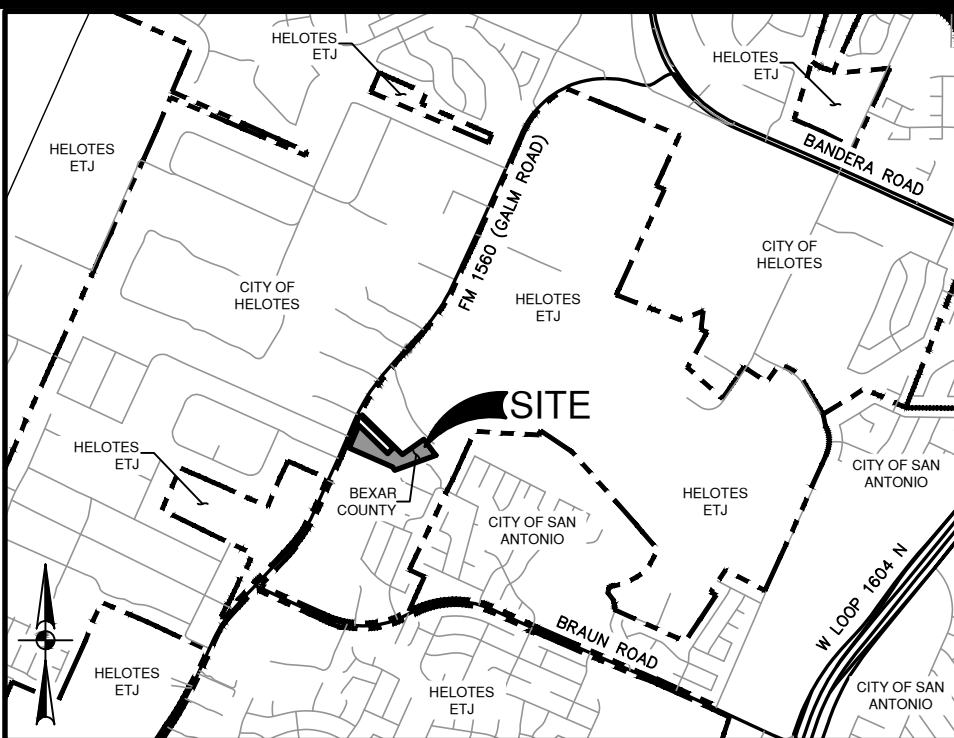 HELOTES
ETJ
HELOTES
ETJ
HELOTES
ETJ
BANDERA ROAD
FM 1560 (GALM ROAD)
CITY OF
HELOTES
CITY OF
HELOTES
HELOTES
ETJ
SITE
HELOTES
ETJ
BEXAR
COUNTY
CITY OF SAN
ANTONIO
HELOTES
ETJ
CITY OF SAN
ANTONIO
W LOOP 1604 N
BRAUN ROAD
HELOTES
ETJ
HELOTES
ETJ
CITY OF SAN
ANTONIO